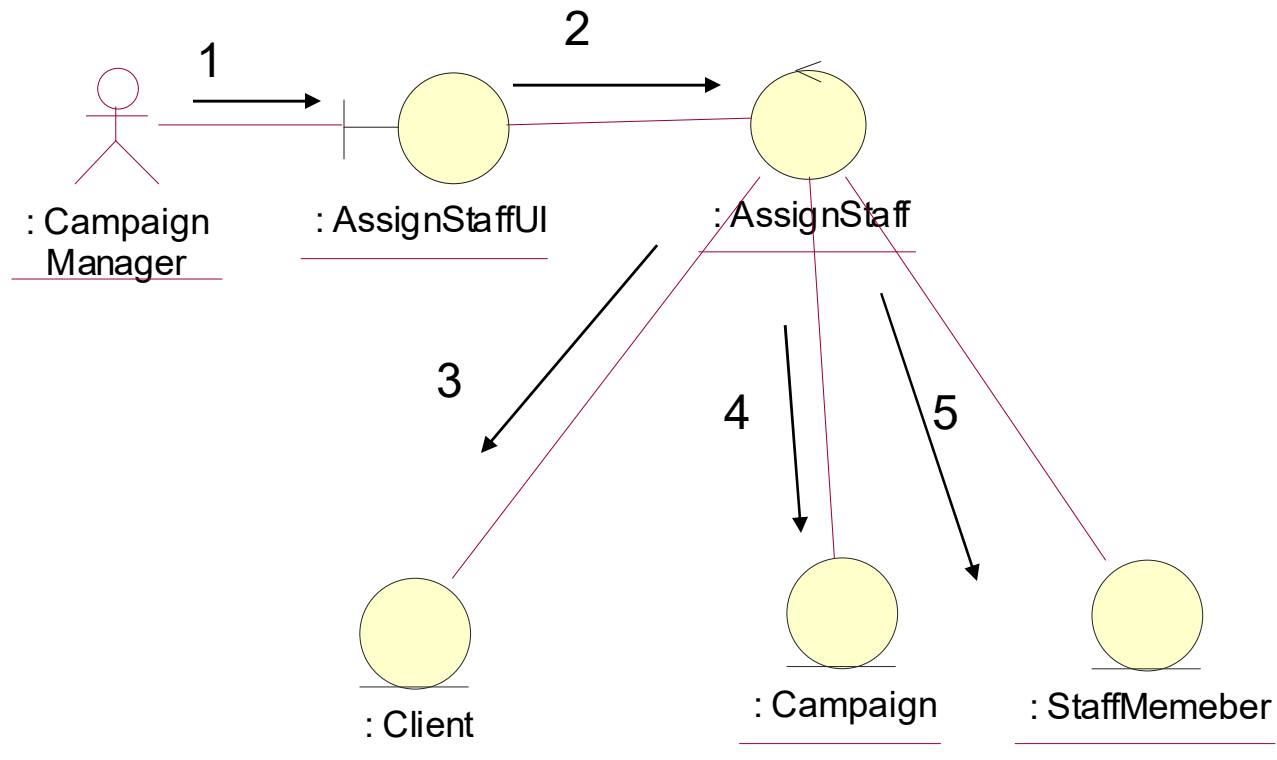 1
2
: Campaign
Manager
: AssignStaffUI
: AssignStaff
3
4
5
: Client
: Campaign
: StaffMemeber